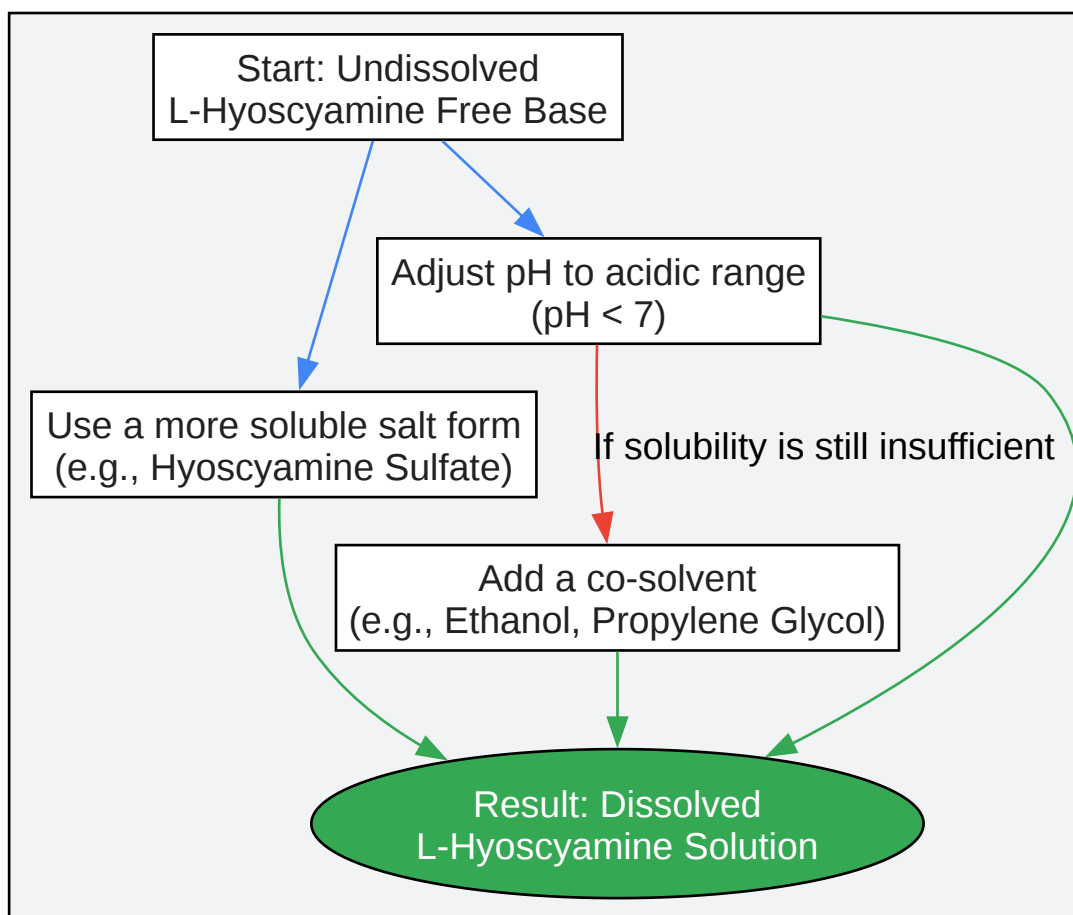 Start: Undissolved
L-Hyoscyamine Free Base
Adjust pH to acidic range
(pH < 7)
Use a more soluble salt form
(e.g., Hyoscyamine Sulfate)
If solubility is still insufficient
Add a co-solvent
(e.g., Ethanol, Propylene Glycol)
Result: Dissolved
L-Hyoscyamine Solution